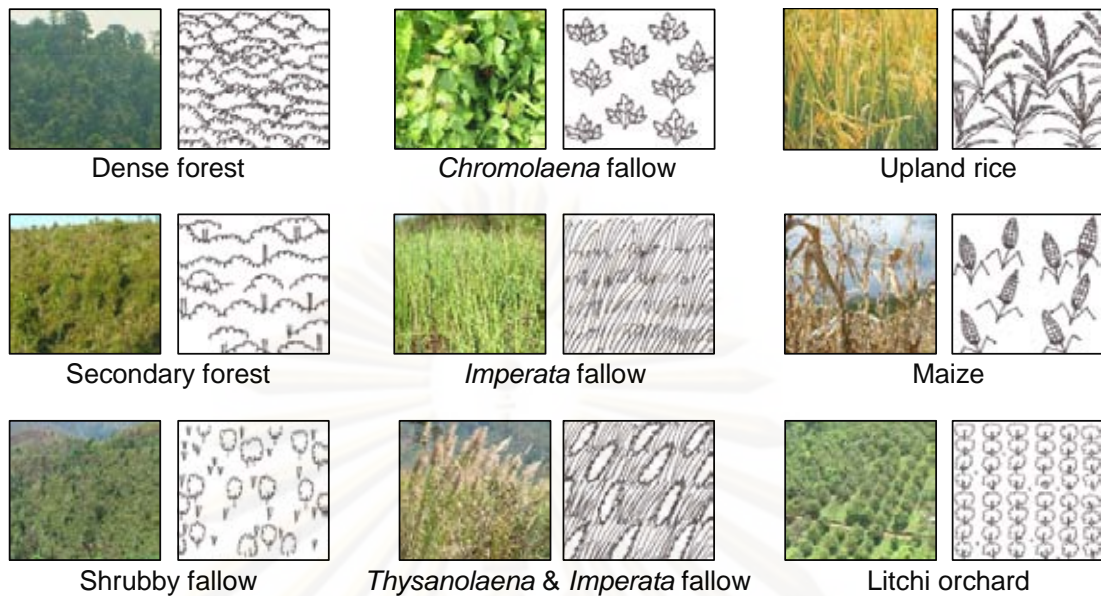 Dense forest
Chromolaena fallow
Upland rice
Secondary forest
Imperata fallow
Maize
Shrubby fallow
Thysanolaena & Imperata fallow
Litchi orchard